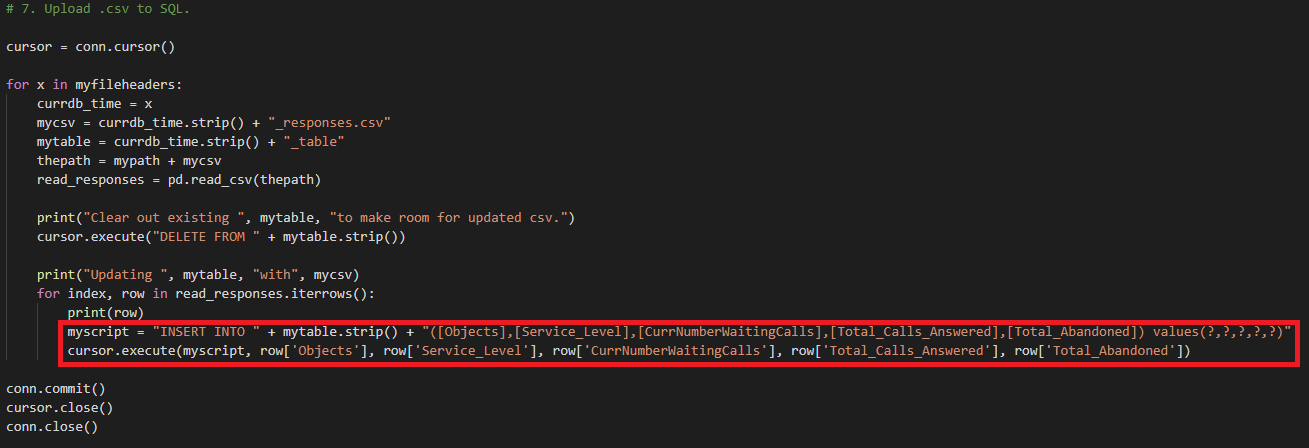 # 7. Upload .csv to SQL.
cursor = conn.cursor()
for x in myfileheaders:
currdb_time = x
mycsv = currdb_time.strip() + "_responses.csv"
mytable = currdb_time.strip() + "_table"
thepath = mypath + mycsv
read_responses = pd.read_csv(thepath)
print("Clear out existing ", mytable, "to make room for updated csv.")
cursor.execute("DELETE FROM " + mytable.strip())
print("Updating ", mytable, "with", mycsv)
for index, row in read_responses.iterrows():
print(row)
myscript = "INSERT INTO " + mytable.strip() + "([Objects],[Service_Level],[CurrNumberWaitingCalls],[Total_Calls_Answered],[Total_Abandoned]) values(?,?,?,?,?)"
cursor.execute(myscript, row['Objects'], row['Service_Level'], row['CurrNumberWaitingCalls'], row['Total_Calls_Answered'], row['Total_Abandoned'])
conn.commit()
cursor.close()
conn.close()